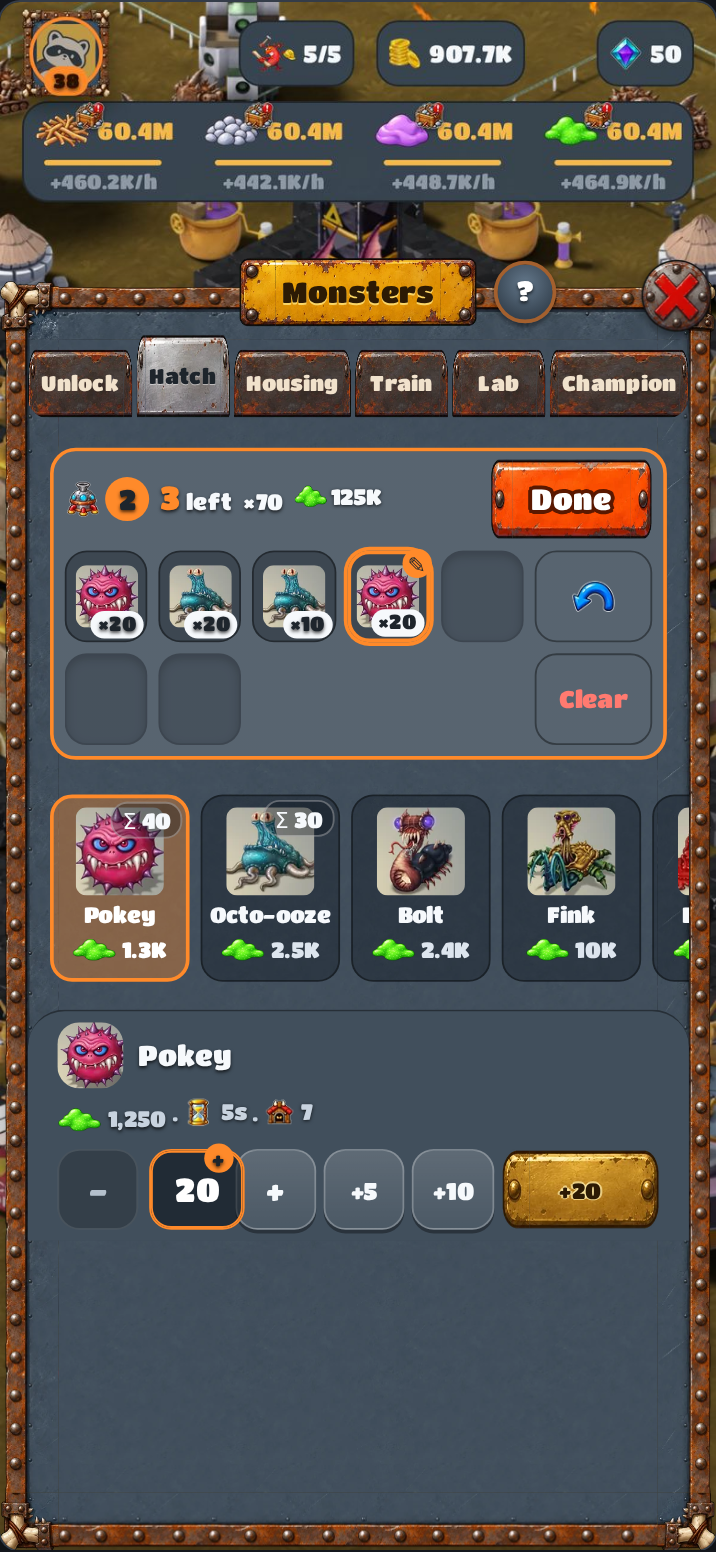 38
5/5
907.7K
50
60.4M 60.4M 60.4M 60.4M
+460.2K/h +442.1K/h +448.7K/h +464.9K/h
Monsters ?
Unlock Hatch Housing Train Lab Champion
2 3 left ×70 125K Done
×20 ×20 ×10 ×20
Clear
Σ 40 Σ 30
Pokey Octo-ooze Bolt Fink
1.3K 2.5K 2.4K 10K
Pokey
1,250 · 5s . 7
- 20 + + +5 +10 +20